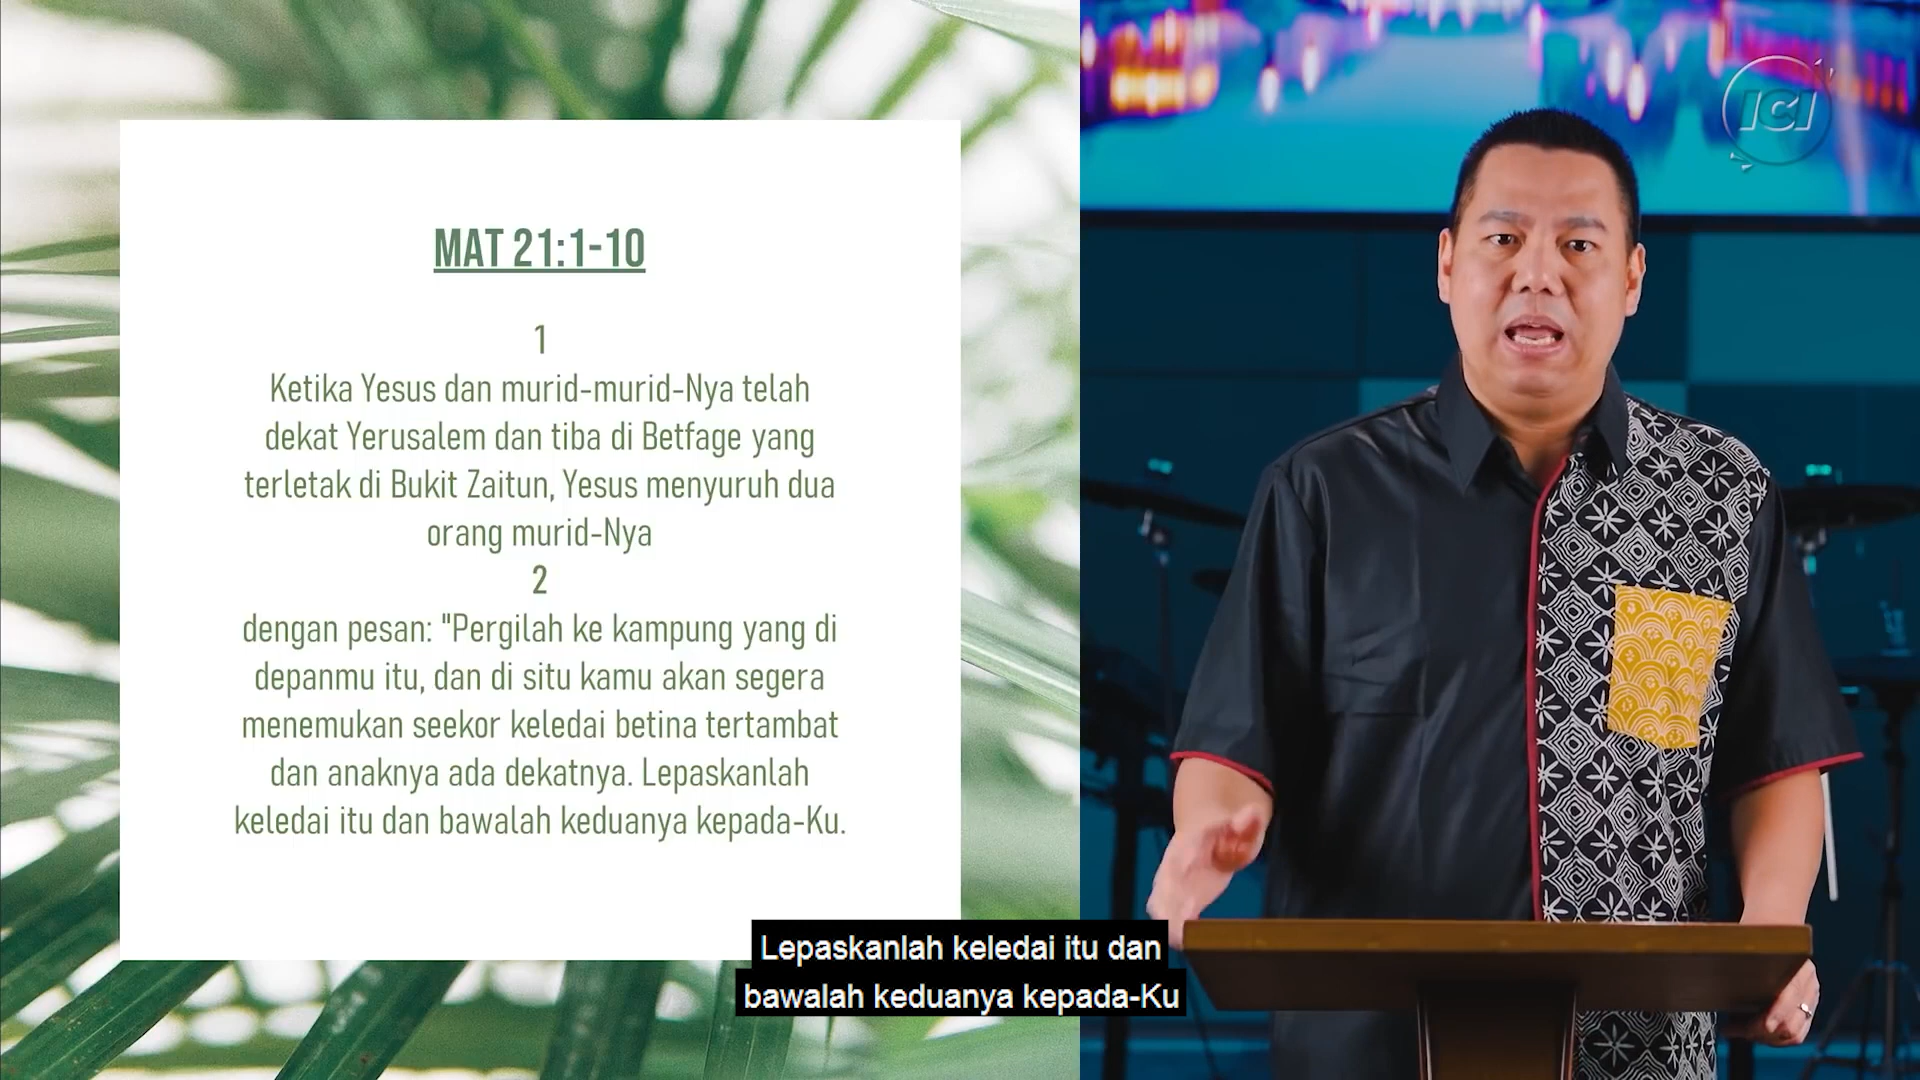 MAT 21:1-10
1
Ketika Yesus dan murid-murid-Nya telah
dekat Yerusalem dan tiba di Betfage yang
terletak di Bukit Zaitun, Yesus menyuruh dua
orang murid-Nya
2
dengan pesan: "Pergilah ke kampung yang di
depanmu itu, dan di situ kamu akan segera
menemukan seekor keledai betina tertambat
dan anaknya ada dekatnya. Lepaskanlah
keledai itu dan bawalah keduanya kepada-Ku.
ICI
Lepaskanlah keledai itu dan
bawalah keduanya kepada-Ku